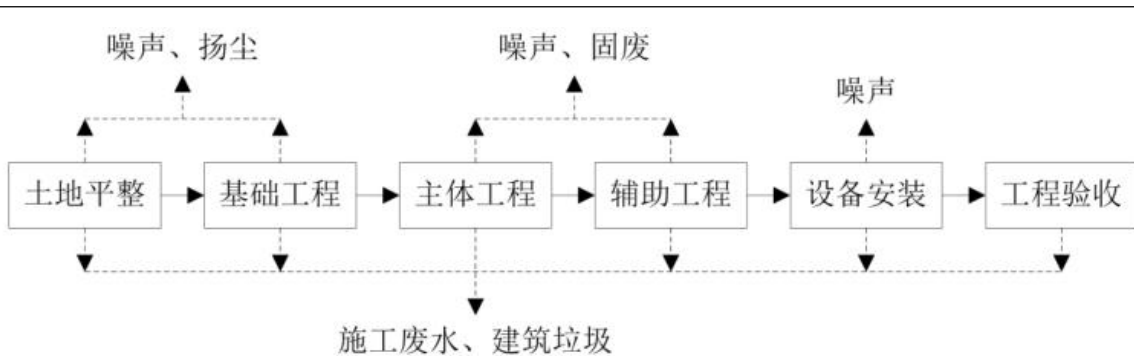 噪声、扬尘
噪声、固废
噪声
土地平整
基础工程
主体工程
辅助工程
设备安装
工程验收
施工废水、建筑垃圾